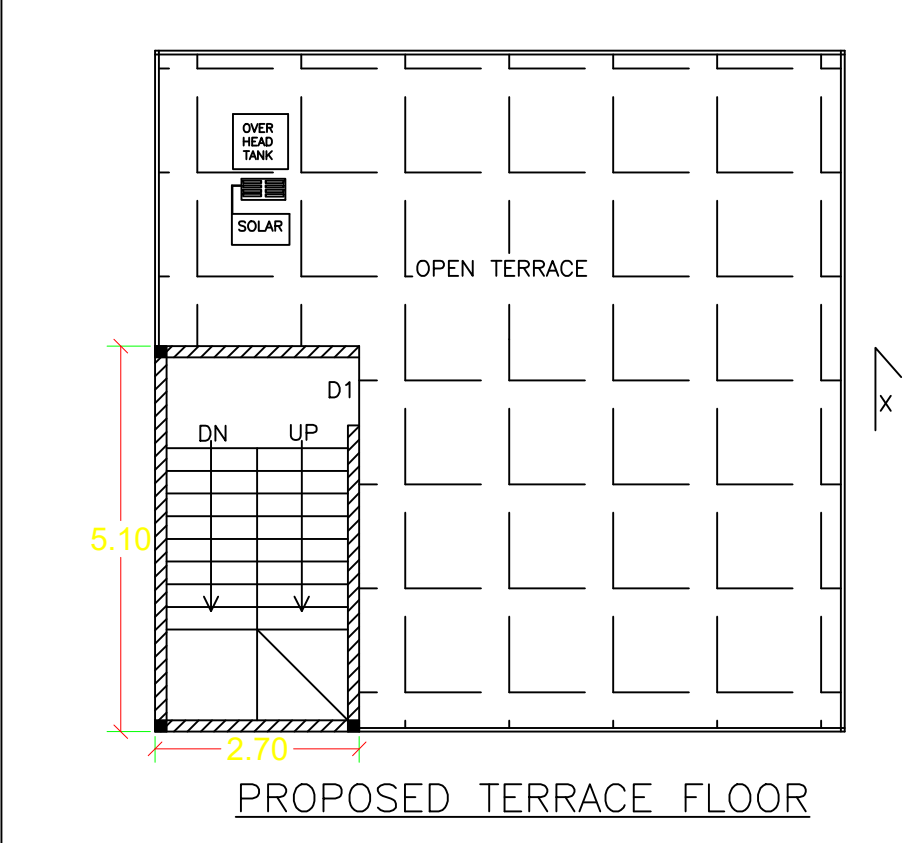 OVER
HEAD
TANK
SOLAR
OPEN TERRACE
D1
X
DN UP
5.10
2.70
PROPOSED TERRACE FLOOR